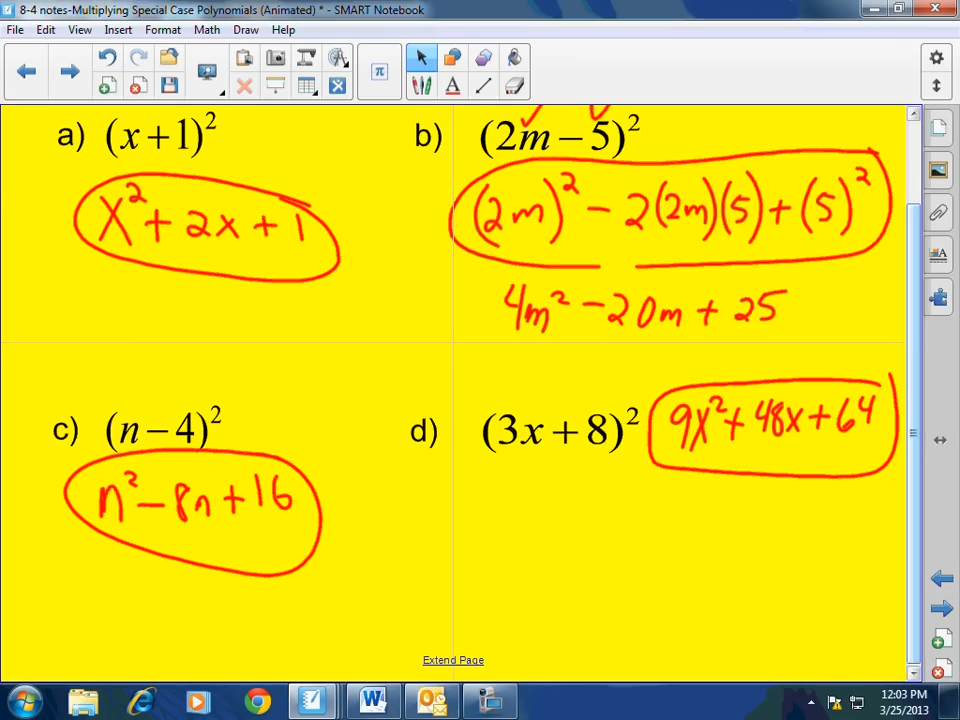 8-4 notes-Multiplying Special Case Polynomials (Animated) * - SMART Notebook
File Edit View Insert Format Math Draw Help
π
A
a) (x + 1)²
x² + 2x + 1
b) (2m − 5)²
(2m)² − 2(2m)(5) + (5)²
4m² − 20m + 25
c) (n − 4)²
n² − 8n + 16
d) (3x + 8)²
9x² + 48x + 64
Extend Page
12:03 PM
3/25/2013